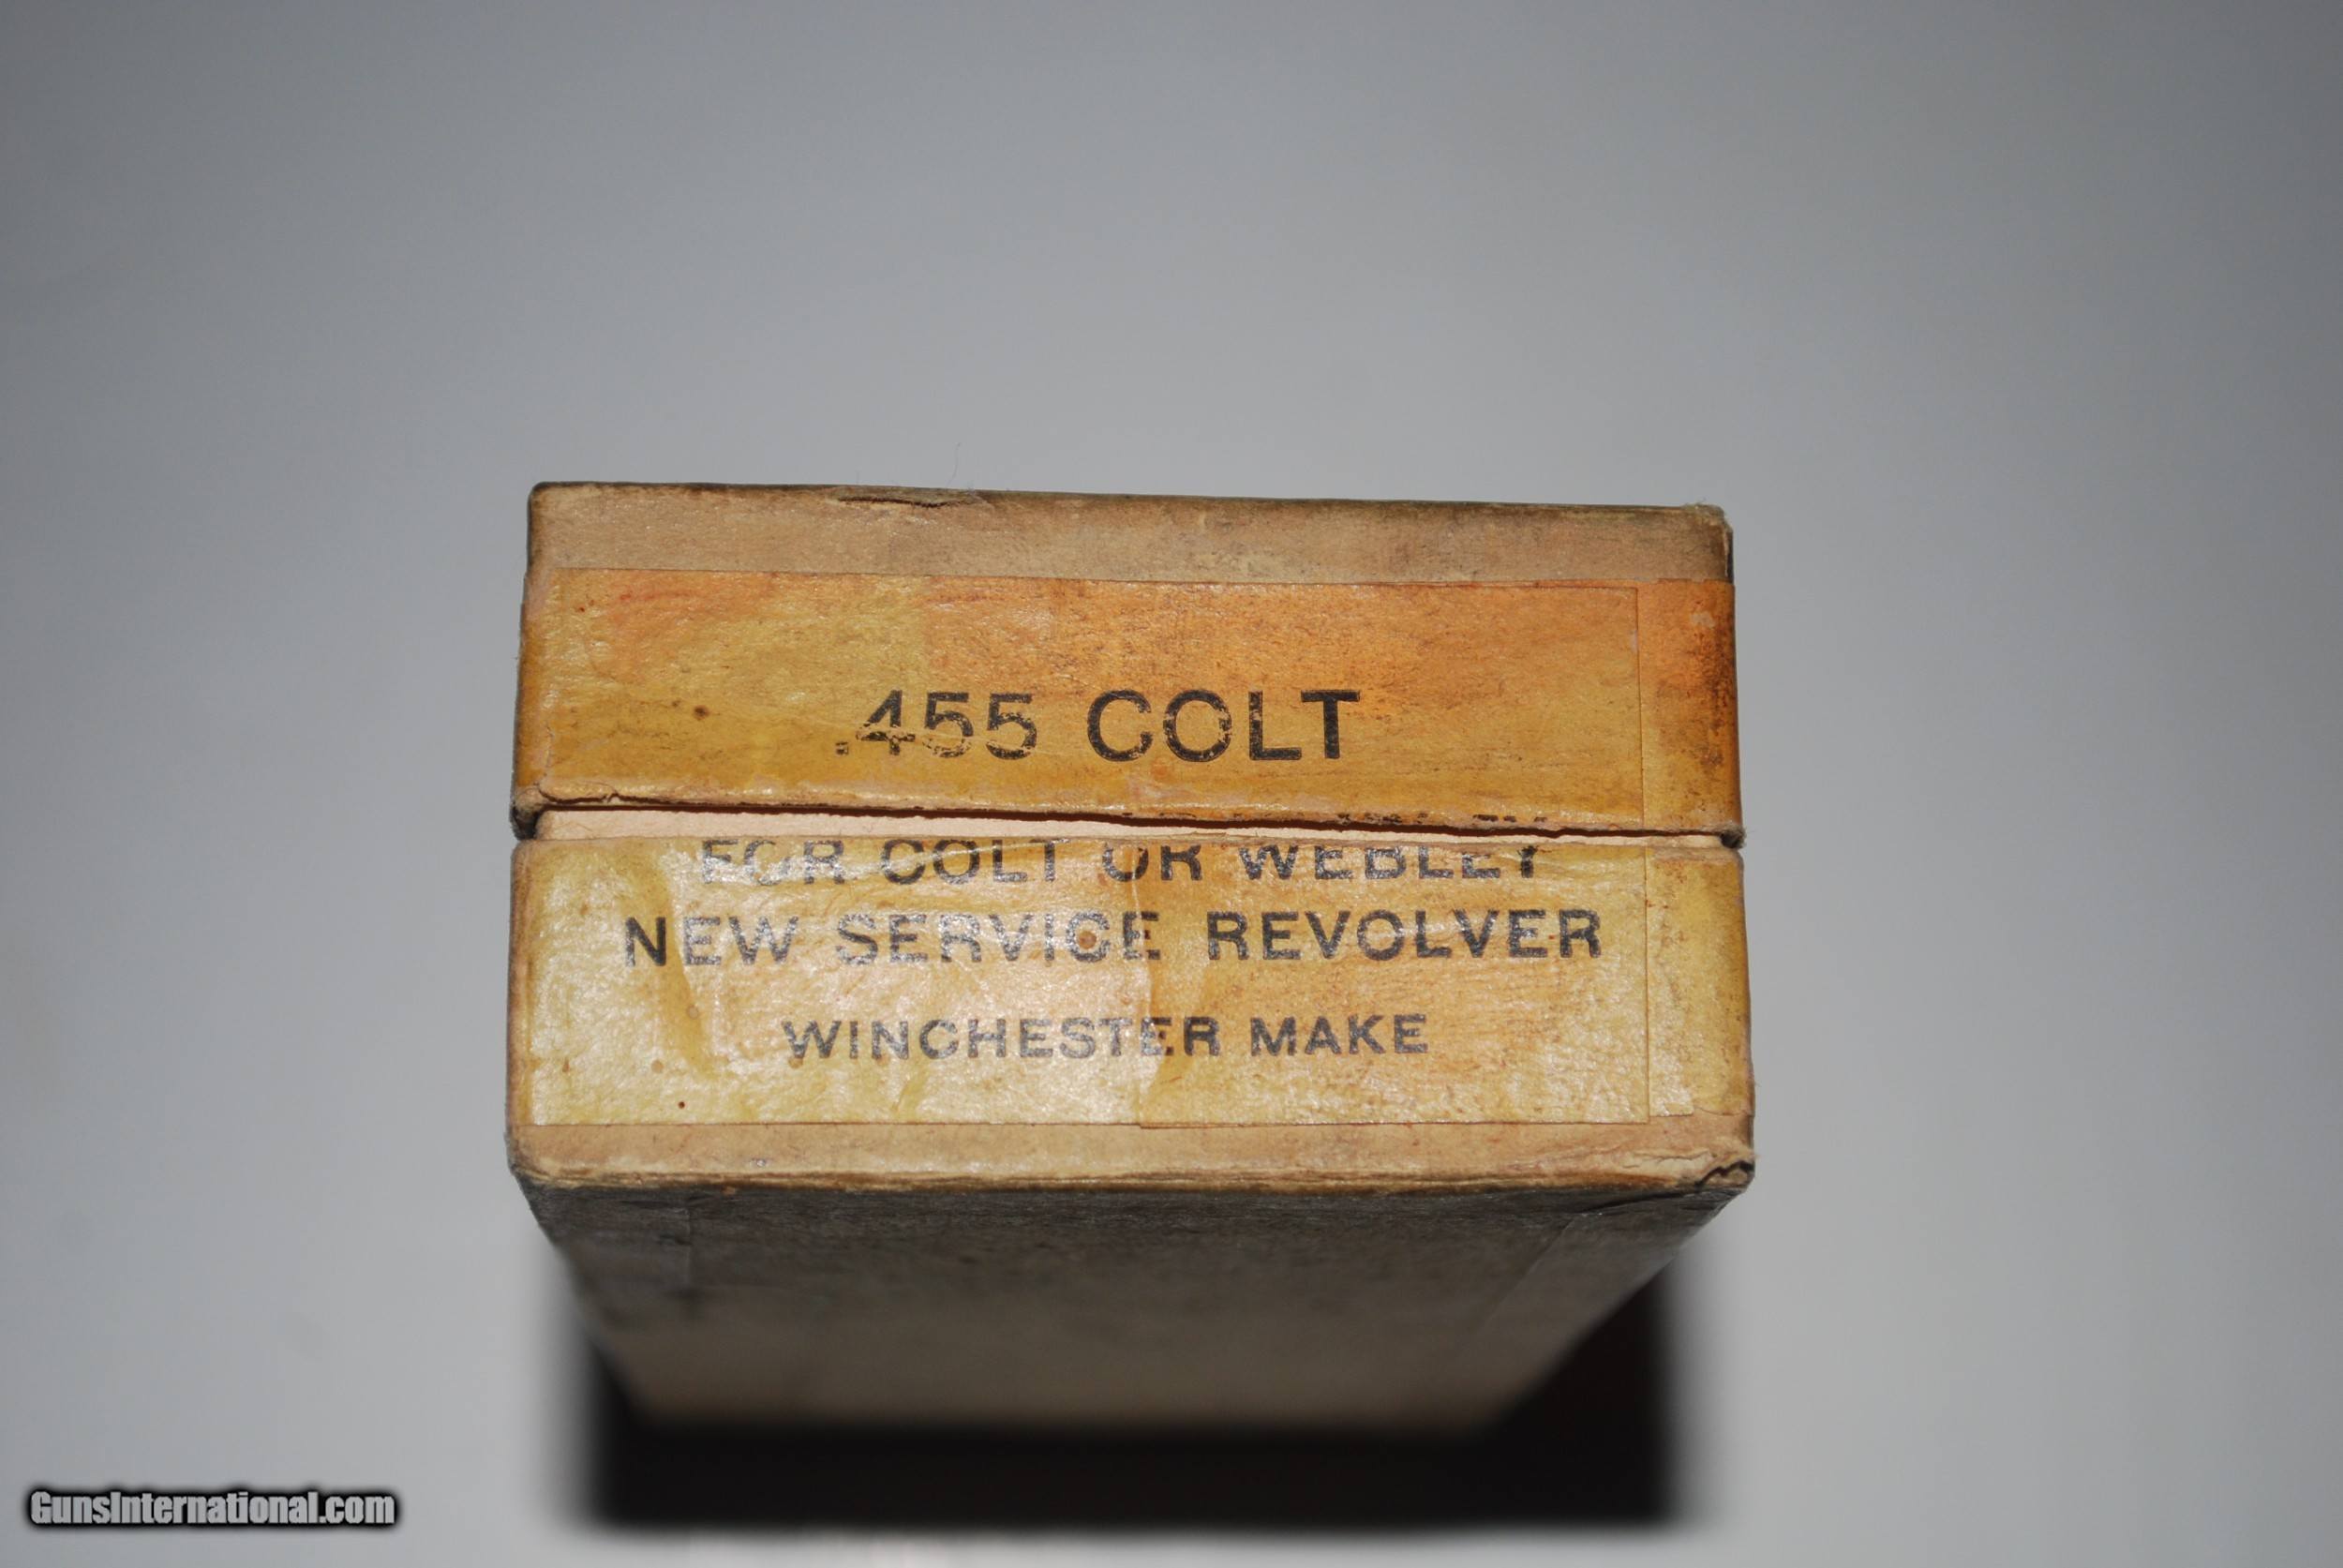 .455 COLT
FOR COLT OR WEBLEY
NEW SERVICE REVOLVER
WINCHESTER MAKE
GunsInternational.com